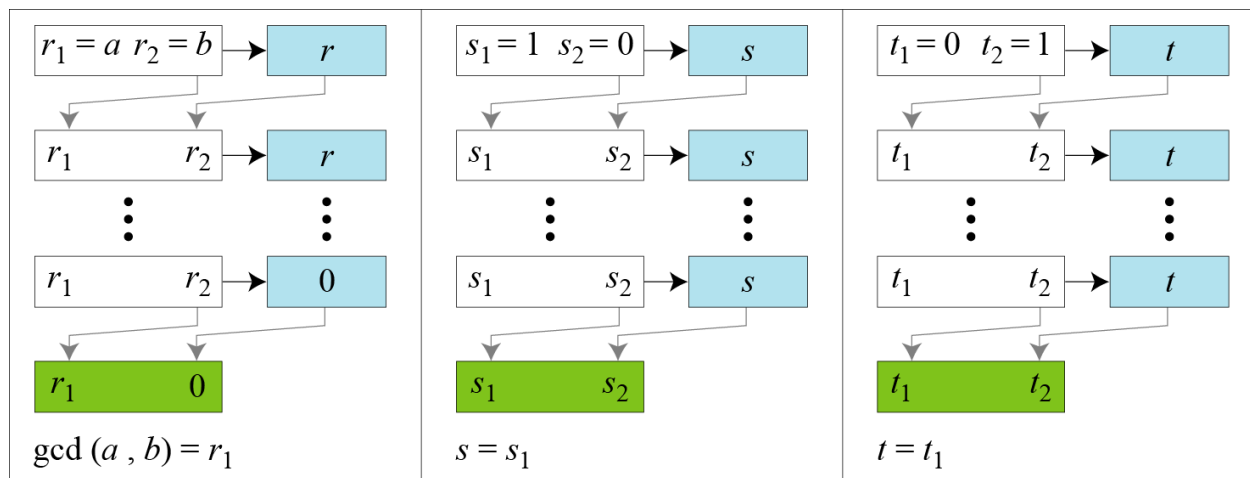 r₁ = a r₂ = b r
r₁ r₂ r
r₁ r₂ 0
r₁ 0
gcd (a , b) = r₁
s₁ = 1 s₂ = 0 s
s₁ s₂ s
s₁ s₂ s
s₁ s₂
s = s₁
t₁ = 0 t₂ = 1 t
t₁ t₂ t
t₁ t₂ t
t₁ t₂
t = t₁